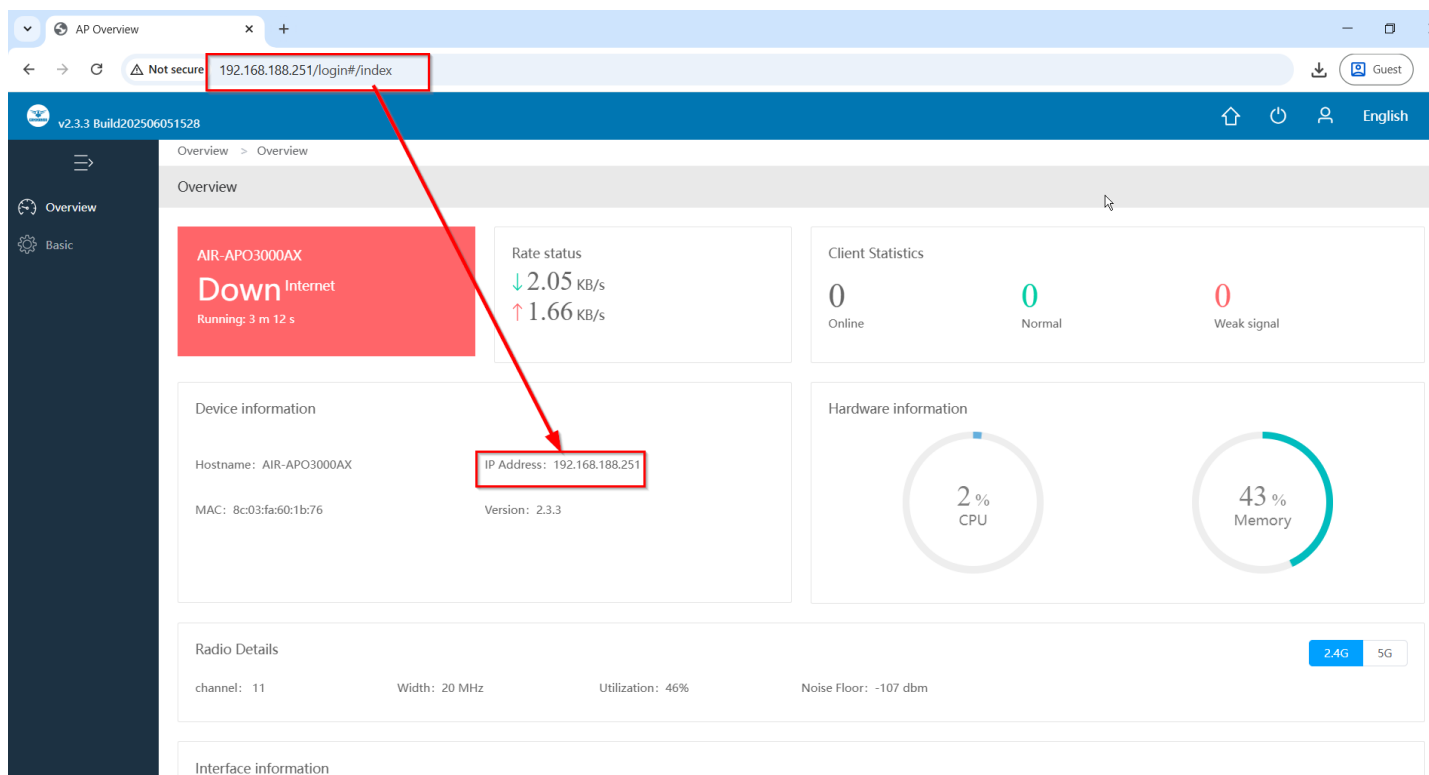 AP Overview
Not secure 192.168.188.251/login#/index
Guest
v2.3.3 Build202506051528
English
Overview > Overview
Overview
Overview
Basic
AIR-APO3000AX
Down Internet
Running: 3 m 12 s
Rate status
↓2.05 KB/s
↑1.66 KB/s
Client Statistics
0 0 0
Online Normal Weak signal
Device information
Hostname: AIR-APO3000AX IP Address: 192.168.188.251
MAC: 8c:03:fa:60:1b:76 Version: 2.3.3
Hardware information
2 %
CPU
43 %
Memory
Radio Details
2.4G 5G
channel: 11 Width: 20 MHz Utilization: 46% Noise Floor: -107 dbm
Interface information